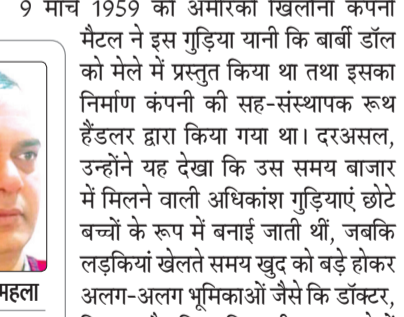 9 मार्च 1959 को अमेरिकी खिलौना कंपनी
मैटल ने इस गुड़िया यानी कि बार्बी डॉल
को मेले में प्रस्तुत किया था तथा इसका
निर्माण कंपनी की सह-संस्थापक रूथ
हैंडलर द्वारा किया गया था। दरअसल,
उन्होंने यह देखा कि उस समय बाजार
में मिलने वाली अधिकांश गुड़ियाएं छोटे
बच्चों के रूप में बनाई जाती थीं, जबकि
लड़कियां खेलते समय खुद को बड़े होकर
अलग-अलग भूमिकाओं जैसे कि डॉक्टर,
महला